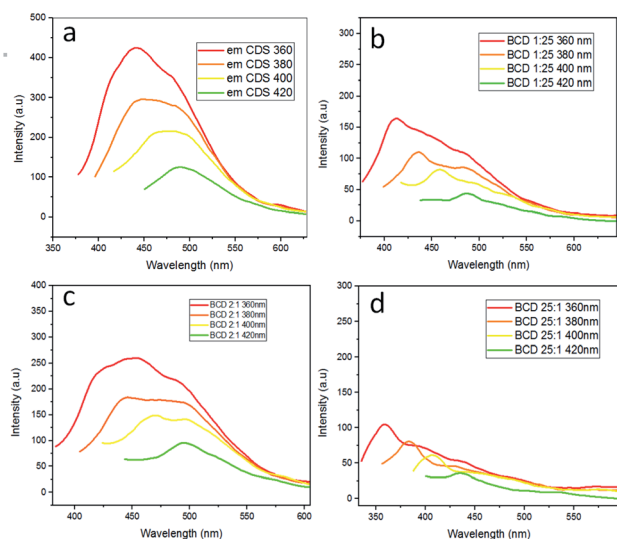 a
em CDS 360
em CDS 380
em CDS 400
em CDS 420
500
400
300
200
100
0
350
400
450
500
550
600
Wavelength (nm)
Intensity (a.u)
b
BCD 1:25 360 nm
BCD 1:25 380 nm
BCD 1:25 400 nm
BCD 1:25 420 nm
300
250
200
150
100
50
0
400
450
500
550
600
Wavelength (nm)
Intensity (a.u)
c
BCD 2:1 360nm
BCD 2:1 380nm
BCD 2:1 400nm
BCD 2:1 420nm
400
350
300
250
200
150
100
50
0
400
450
500
550
600
Wavelength (nm)
Intensity (a.u)
d
BCD 25:1 360nm
BCD 25:1 380nm
BCD 25:1 400nm
BCD 25:1 420nm
300
250
200
150
100
50
0
350
400
450
500
550
Wavelength (nm)
Intensity (a.u)